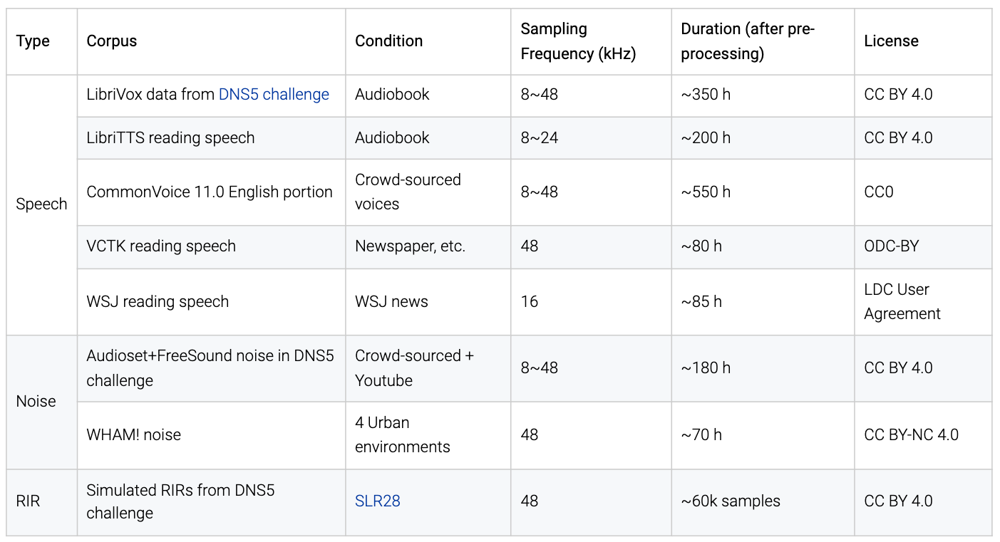 Type
Corpus
Condition
Sampling
Frequency (kHz)
Duration (after pre-
processing)
License
Speech
LibriVox data from DNS5 challenge
Audiobook
8~48
~350 h
CC BY 4.0
LibriTTS reading speech
Audiobook
8~24
~200 h
CC BY 4.0
CommonVoice 11.0 English portion
Crowd-sourced
voices
8~48
~550 h
CC0
VCTK reading speech
Newspaper, etc.
48
~80 h
ODC-BY
WSJ reading speech
WSJ news
16
~85 h
LDC User
Agreement
Noise
Audioset+FreeSound noise in DNS5
challenge
Crowd-sourced +
Youtube
8~48
~180 h
CC BY 4.0
WHAM! noise
4 Urban
environments
48
~70 h
CC BY-NC 4.0
RIR
Simulated RIRs from DNS5
challenge
SLR28
48
~60k samples
CC BY 4.0